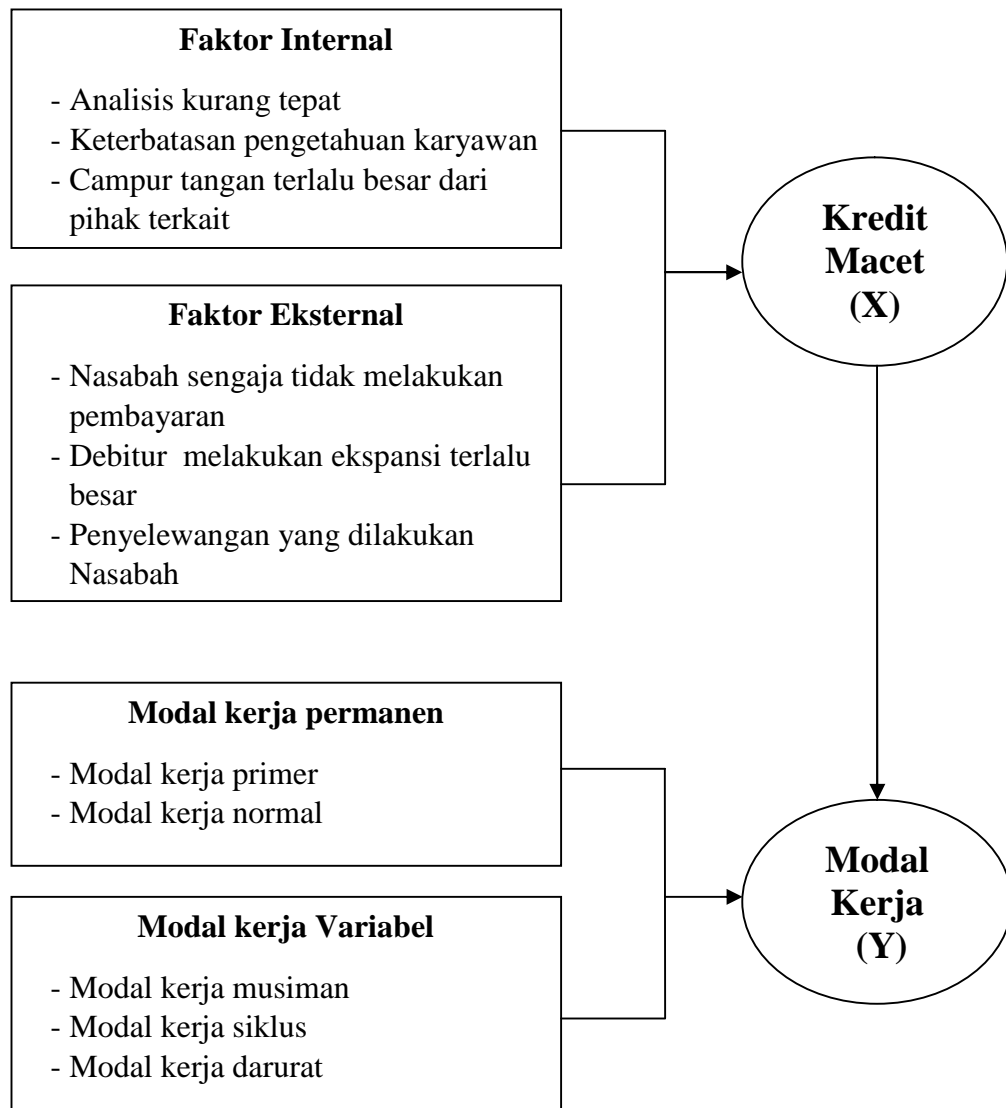 Faktor Internal
- Analisis kurang tepat
- Keterbatasan pengetahuan karyawan
- Campur tangan terlalu besar dari
pihak terkait
Kredit
Macet
(X)
Faktor Eksternal
- Nasabah sengaja tidak melakukan
pembayaran
- Debitur melakukan ekspansi terlalu
besar
- Penyelewangan yang dilakukan
Nasabah
Modal kerja permanen
- Modal kerja primer
- Modal kerja normal
Modal
Kerja
(Y)
Modal kerja Variabel
- Modal kerja musiman
- Modal kerja siklus
- Modal kerja darurat